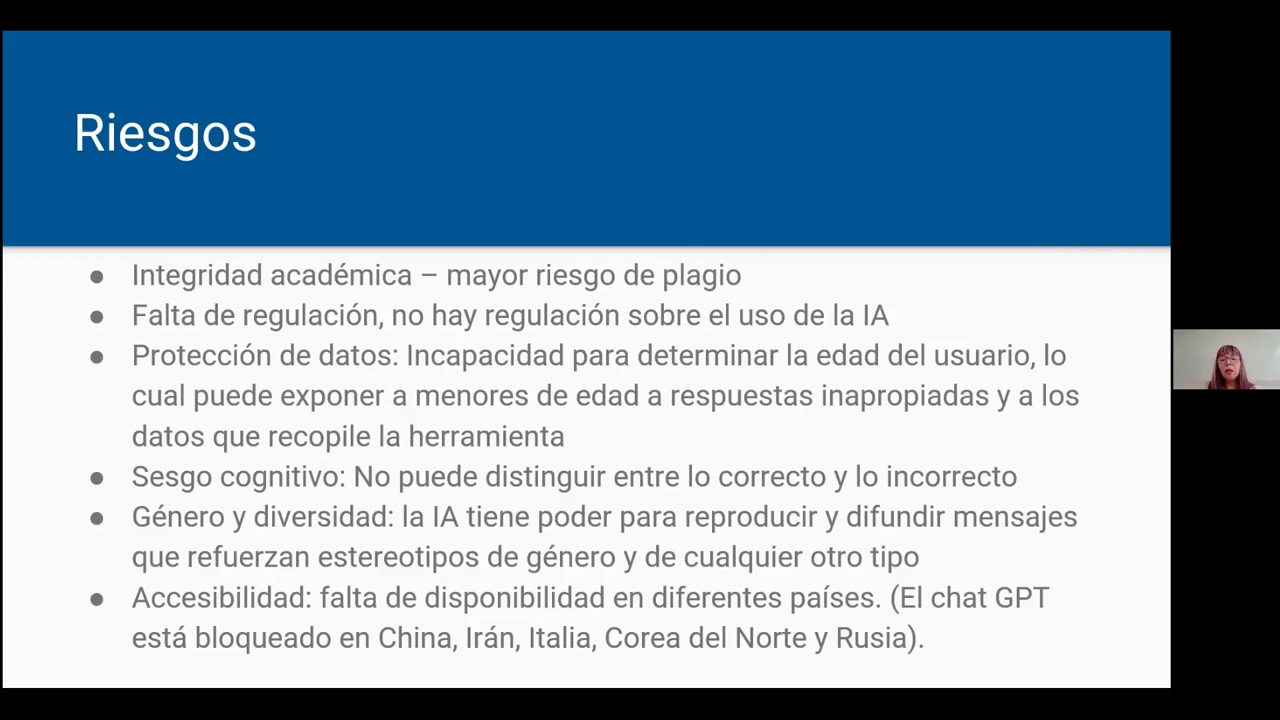 Riesgos
● Integridad académica – mayor riesgo de plagio
● Falta de regulación, no hay regulación sobre el uso de la IA
● Protección de datos: Incapacidad para determinar la edad del usuario, lo
cual puede exponer a menores de edad a respuestas inapropiadas y a los
datos que recopile la herramienta
● Sesgo cognitivo: No puede distinguir entre lo correcto y lo incorrecto
● Género y diversidad: la IA tiene poder para reproducir y difundir mensajes
que refuerzan estereotipos de género y de cualquier otro tipo
● Accesibilidad: falta de disponibilidad en diferentes países. (El chat GPT
está bloqueado en China, Irán, Italia, Corea del Norte y Rusia).